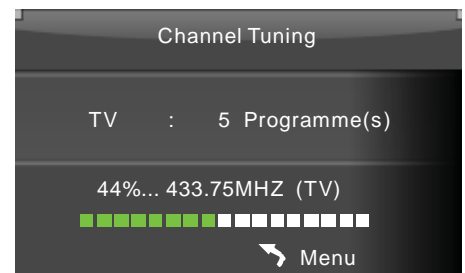 Channel Tuning
TV : 5 Programme(s)
44%... 433.75MHZ (TV)
Menu